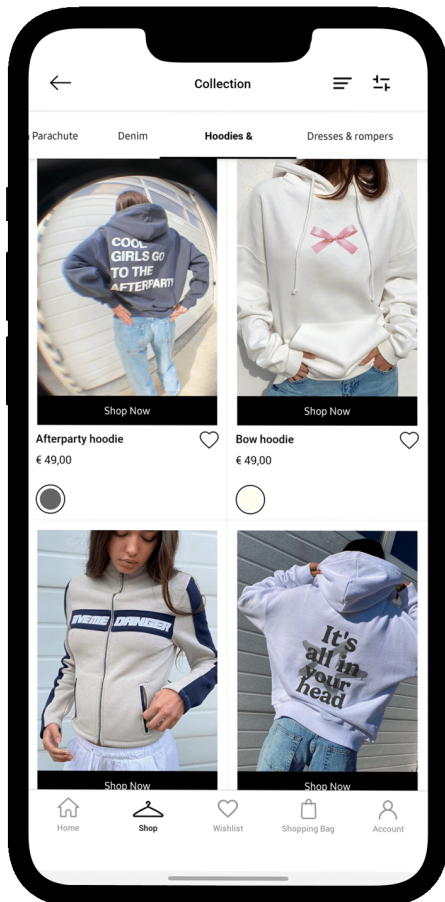 Collection
Parachute
Denim
Hoodies &
Dresses & rompers
COOL
GIRLS GO
TO THE
AFTERPARTY
Shop Now
Shop Now
Afterparty hoodie
Bow hoodie
€ 49,00
€ 49,00
DANGER
It's
all in
your
head
Shop Now
Shop Now
Home
Shop
Wishlist
Shopping Bag
Account